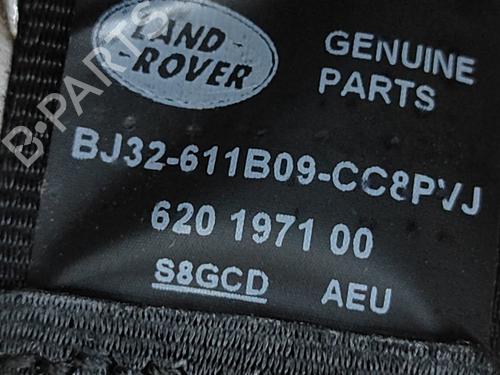 LAND-
-ROVER
GENUINE
PARTS
B-PARTS
BJ32-611B09-CC8PVJ
620 1971 00
S8GCD AEU